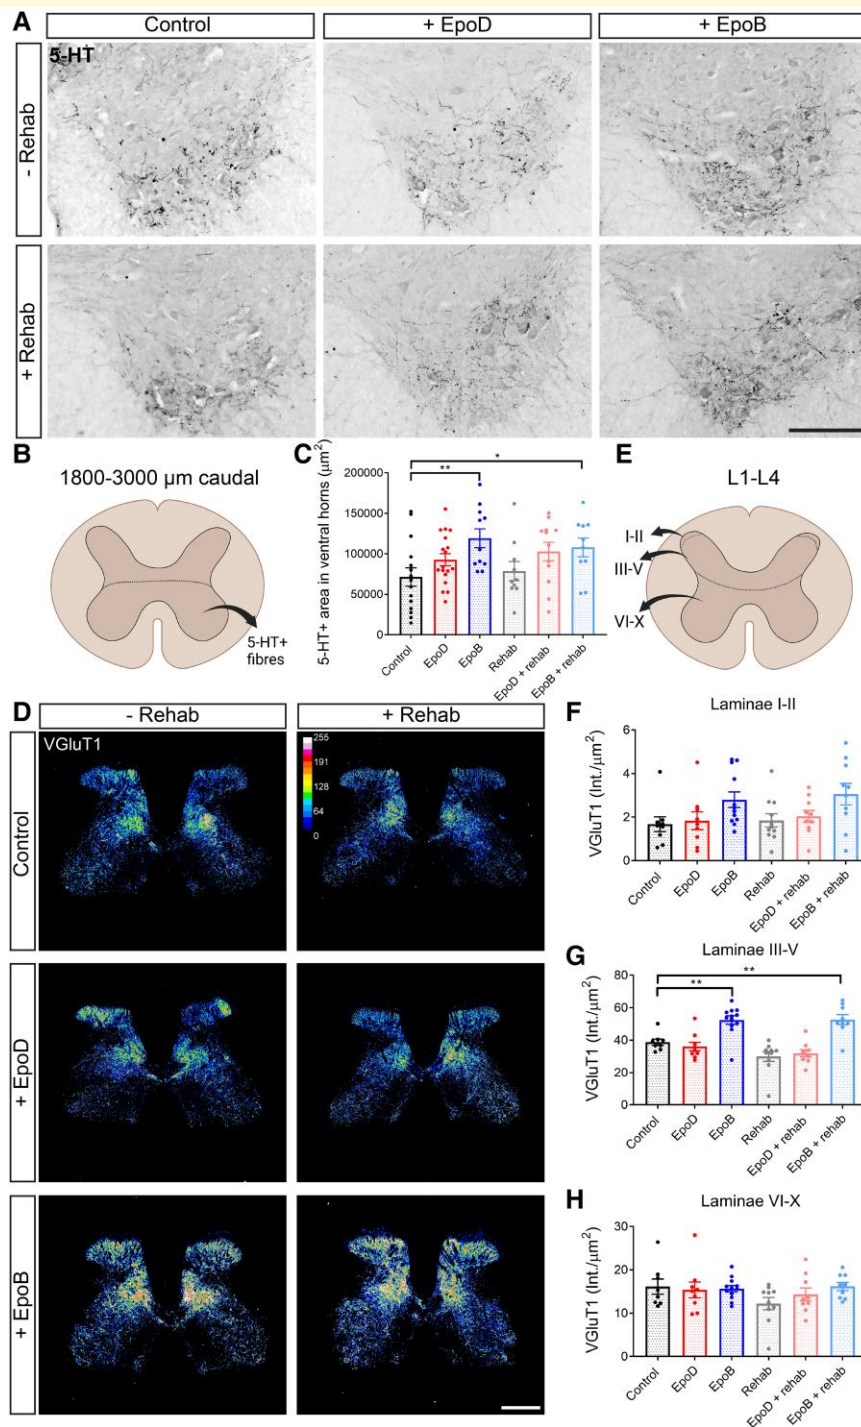 A
Control
+ EpoD
+ EpoB
5-HT
- Rehab
+ Rehab
B
1800-3000 µm caudal
5-HT+
fibres
C
5-HT+ area in ventral horns (µm²)
200000
150000
100000
50000
0
**
*
Control
EpoD
EpoB
Rehab
EpoD + rehab
EpoB + rehab
E
L1-L4
I-II
III-V
VI-X
D
- Rehab
+ Rehab
VGluT1
255
191
128
64
0
Control
+ EpoD
+ EpoB
F
Laminae I-II
VGluT1 (Int./µm²)
6
4
2
0
Control
EpoD
EpoB
Rehab
EpoD + rehab
EpoB + rehab
G
Laminae III-V
VGluT1 (Int./µm²)
80
60
40
20
0
**
**
Control
EpoD
EpoB
Rehab
EpoD + rehab
EpoB + rehab
H
Laminae VI-X
VGluT1 (Int./µm²)
30
20
10
0
Control
EpoD
EpoB
Rehab
EpoD + rehab
EpoB + rehab